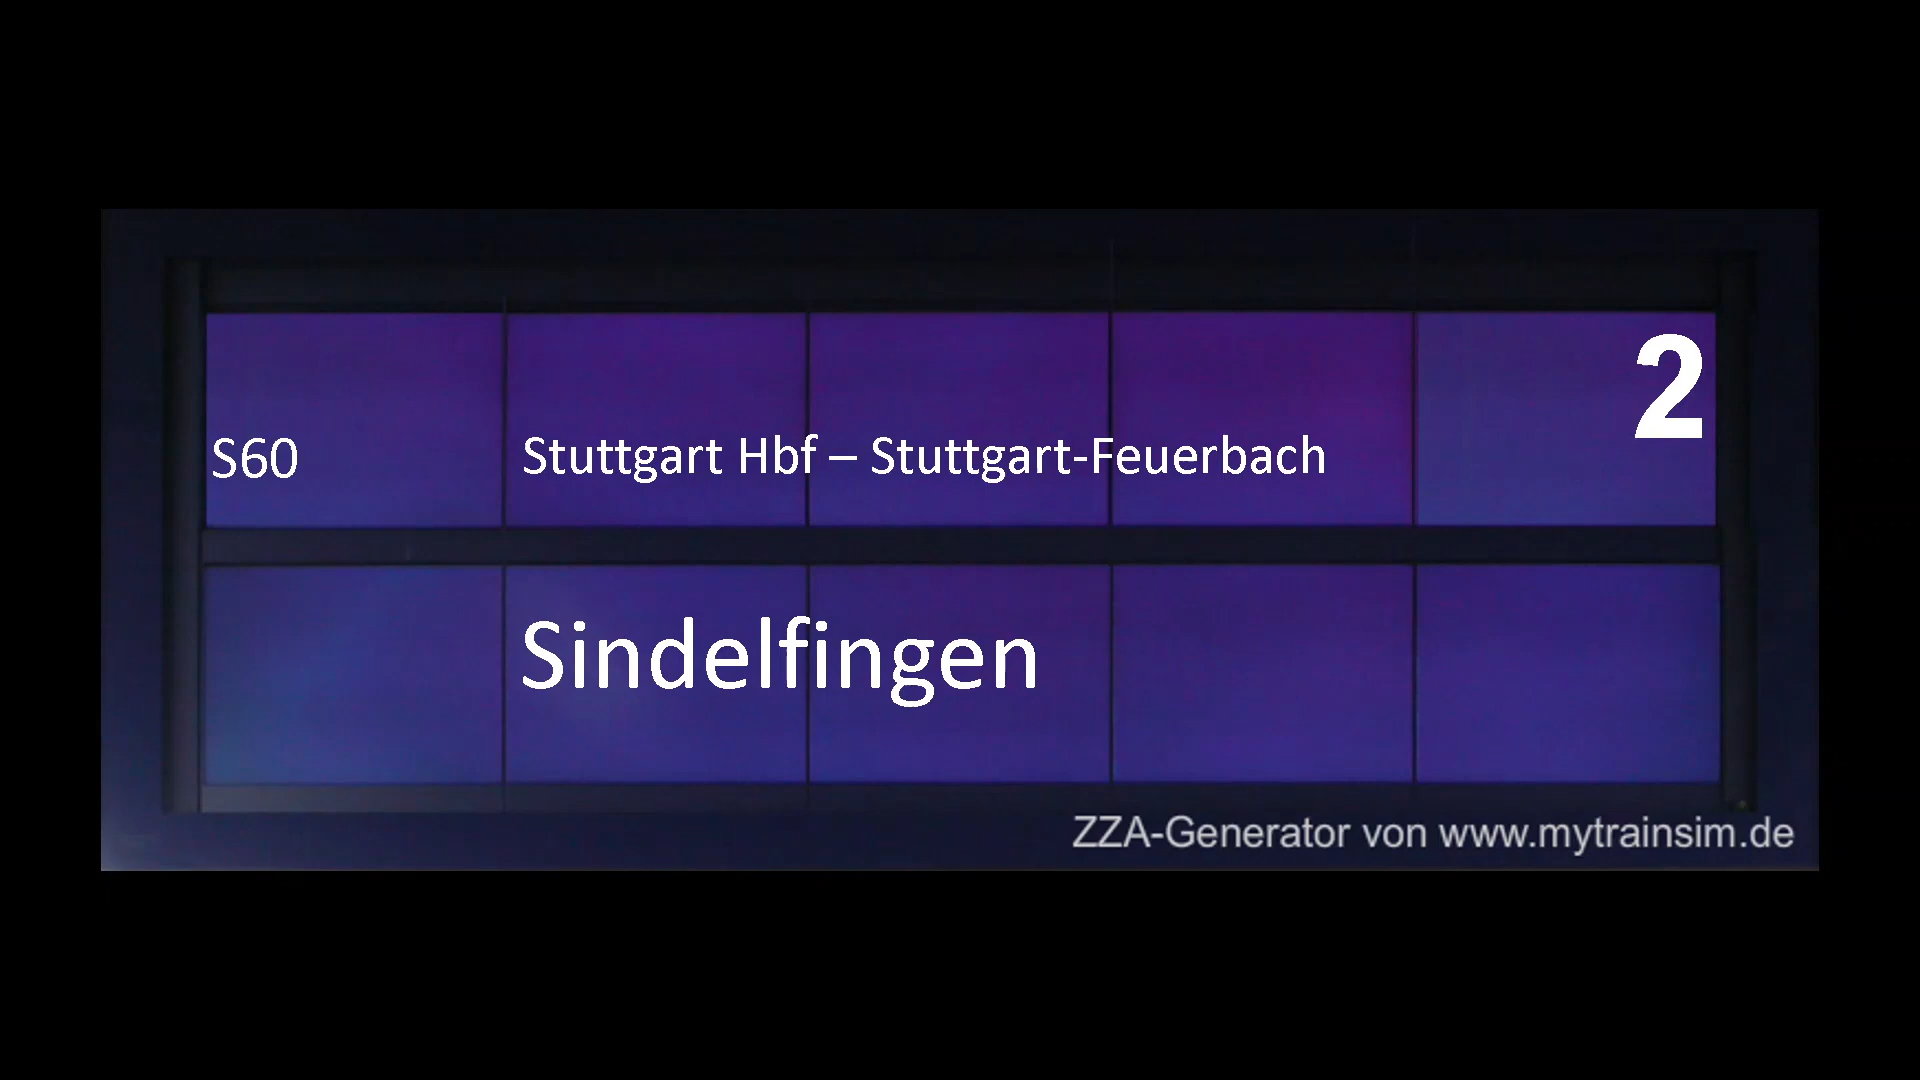 2
S60 Stuttgart Hbf – Stuttgart-Feuerbach
Sindelfingen
ZZA-Generator von www.mytrainsim.de